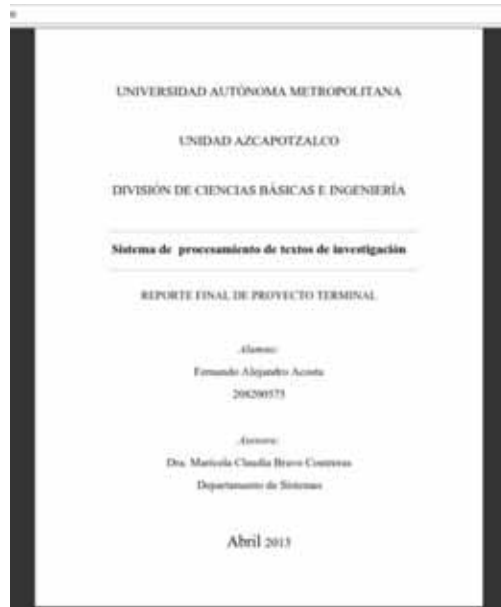 UNIVERSIDAD AUTÓNOMA METROPOLITANA
UNIDAD AZCAPOTZALCO
DIVISIÓN DE CIENCIAS BÁSICAS E INGENIERÍA
Sistema de procesamiento de textos de investigación
REPORTE FINAL DE PROYECTO TERMINAL
Alumno:
Fernando Alejandro Acosta
Asesora:
Dra. Maricela Claudia Bravo Contreras
Departamento de Sistemas
Abril 2013